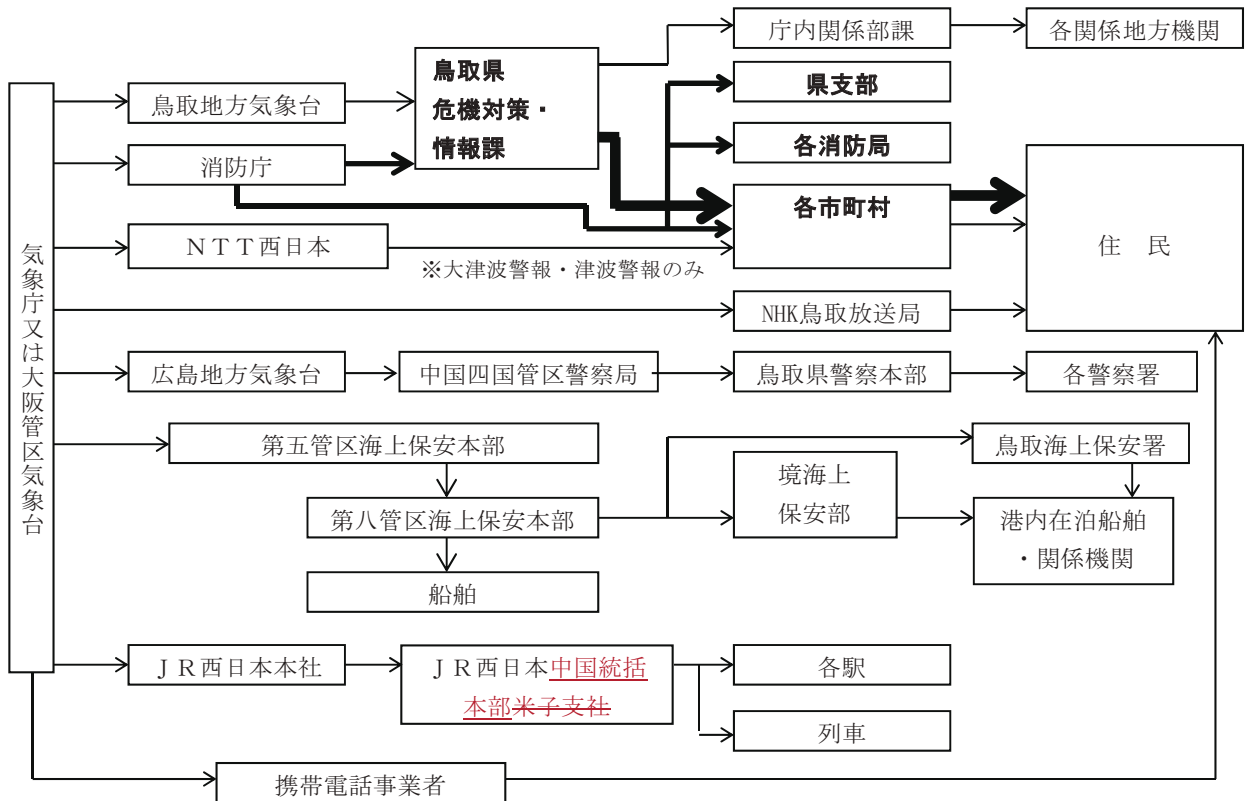 気象庁又は大阪管区気象台
鳥取地方気象台
消防庁
ＮＴＴ西日本
※大津波警報・津波警報のみ
鳥取県
危機対策・
情報課
庁内関係部課
各関係地方機関
県支部
各消防局
各市町村
住　民
NHK鳥取放送局
広島地方気象台
中国四国管区警察局
鳥取県警察本部
各警察署
第五管区海上保安本部
第八管区海上保安本部
船舶
境海上
保安部
鳥取海上保安署
港内在泊船舶
・関係機関
ＪＲ西日本本社
ＪＲ西日本中国統括
本部米子支社
各駅
列車
携帯電話事業者